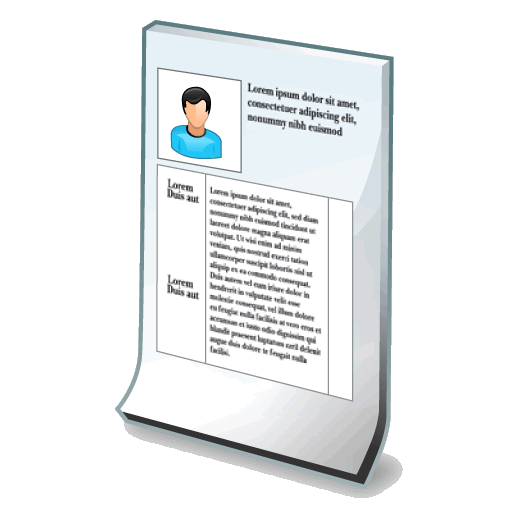 Lorem ipsum dolor sit amet,
consectetuer adipiscing elit,
nonummy nibh euismod
Lorem
Duis aut
Lorem
Duis aut
Lorem ipsum dolor sit amet,
consectetuer adipiscing elit, sed diam
nonummy nibh euismod tincidunt ut
laoreet dolore magna aliquam erat
volutpat. Ut wisi enim ad minim
veniam, quis nostrud exerci tation
ullamcorper suscipit lobortis nisl ut
aliquip ex ea commodo consequat.
Duis autem vel eum iriure dolor in
hendrerit in vulputate velit esse
molestie consequat, vel illum dolore
eu feugiat nulla facilisis at vero eros et
accumsan et iusto odio dignissim qui
blandit praesent luptatum zzril delenit
augue duis dolore te feugait nulla
facilisi.